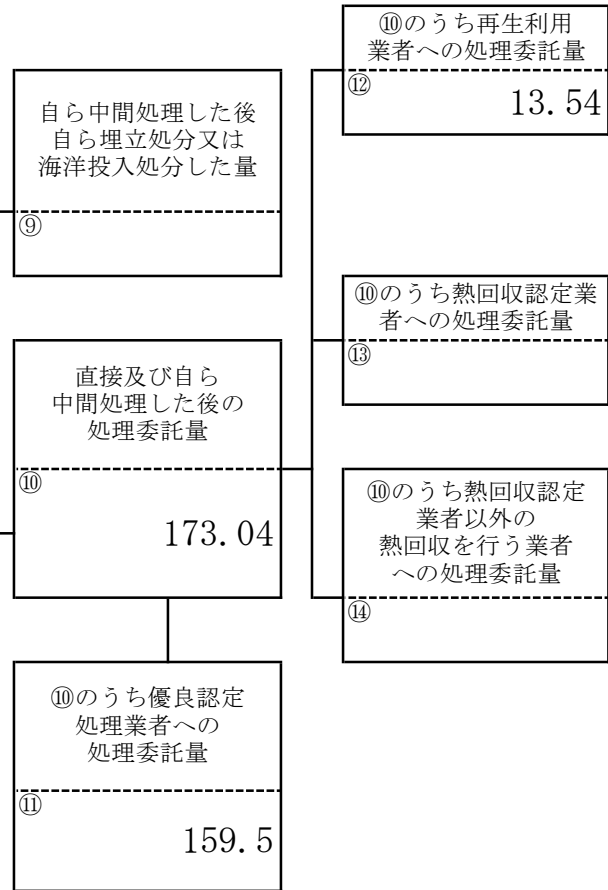 ⑩のうち再生利用
業者への処理委託量
⑫
13.54
自ら中間処理した後
自ら埋立処分又は
海洋投入処分した量
⑨
⑩のうち熱回収認定業
者への処理委託量
⑬
直接及び自ら
中間処理した後の
処理委託量
⑩
173.04
⑩のうち熱回収認定
業者以外の
熱回収を行う業者
への処理委託量
⑭
⑩のうち優良認定
処理業者への
処理委託量
⑪
159.5